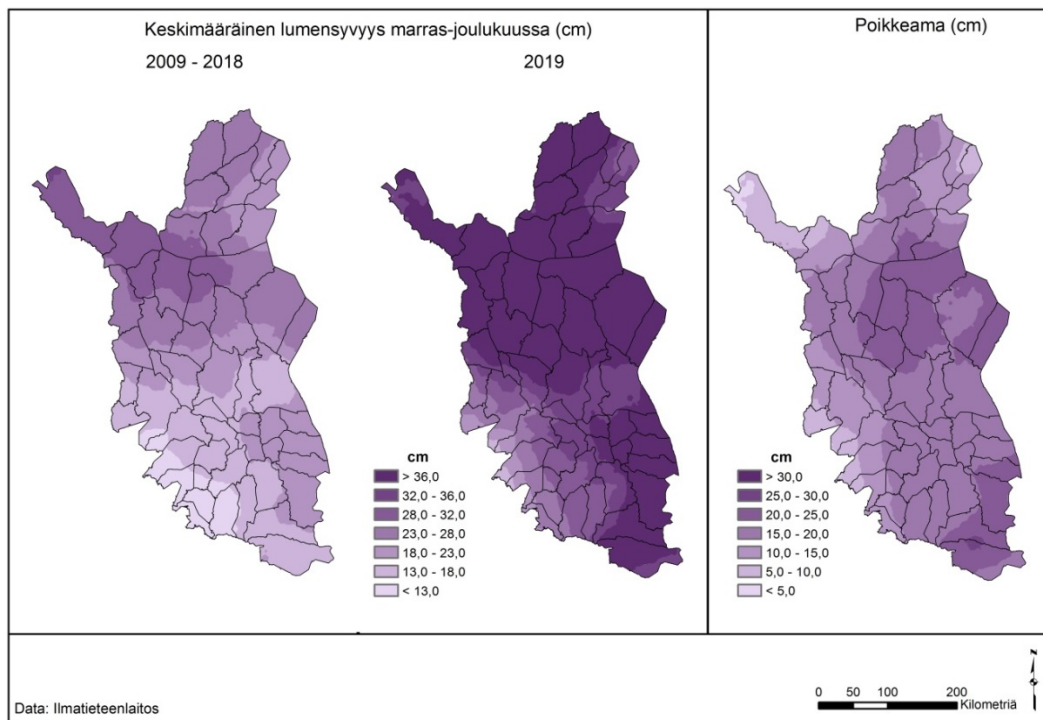 Keskimääräinen lumensyvyys marras-joulukuussa (cm)
2009 - 2018
2019
Poikkeama (cm)
cm
> 36,0
32,0 - 36,0
28,0 - 32,0
23,0 - 28,0
18,0 - 23,0
13,0 - 18,0
< 13,0
cm
> 30,0
25,0 - 30,0
20,0 - 25,0
15,0 - 20,0
10,0 - 15,0
5,0 - 10,0
< 5,0
Data: Ilmatieteenlaitos
N
0 50 100 200
Kilometriä